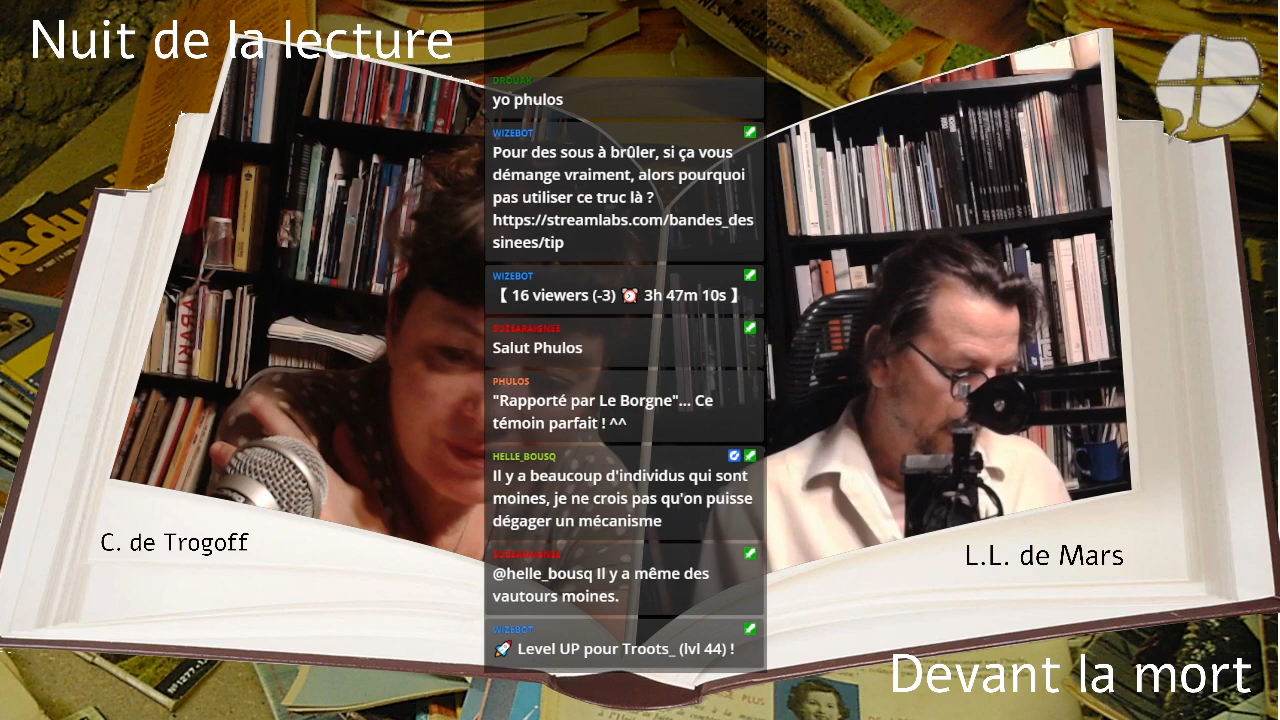 Nuit de la lecture
DROUAK
yo phulos
WIZEBOT
Pour des sous à brûler, si ça vous
démange vraiment, alors pourquoi
pas utiliser ce truc là ?
https://streamlabs.com/bandes_des
sinees/tip
WIZEBOT
【 16 viewers (-3) ⏰ 3h 47m 10s 】
SUZLARAIGNEE
Salut Phulos
PHULOS
"Rapporté par Le Borgne"... Ce
témoin parfait ! ^^
HELLE_BOUSQ
Il y a beaucoup d'individus qui sont
moines, je ne crois pas qu'on puisse
dégager un mécanisme
SUZLARAIGNEE
@helle_bousq Il y a même des
vautours moines.
WIZEBOT
🚀 Level UP pour Troots_ (lvl 44) !
ARAKI
C. de Trogoff
L.L. de Mars
Devant la mort